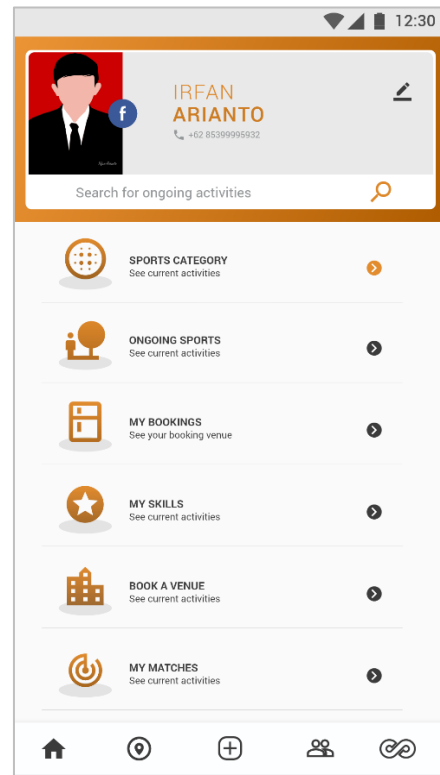 12:30
IRFAN
ARIANTO
+62 85399995932
Search for ongoing activities
SPORTS CATEGORY
See current activities
ONGOING SPORTS
See current activities
MY BOOKINGS
See your booking venue
MY SKILLS
See current activities
BOOK A VENUE
See current activities
MY MATCHES
See current activities